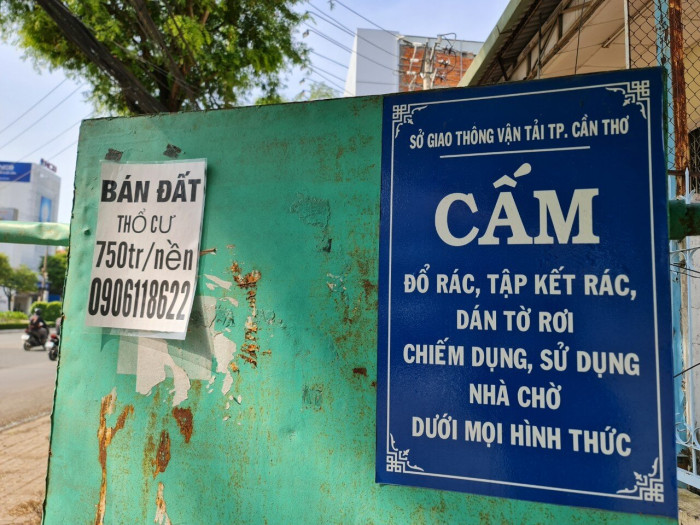 BÁN ĐẤT
THỔ CƯ
750tr/nền
0906118622
SỞ GIAO THÔNG VẬN TẢI TP. CẦN THƠ
CẤM
ĐỔ RÁC, TẬP KẾT RÁC,
DÁN TỜ RƠI
CHIẾM DỤNG, SỬ DỤNG
NHÀ CHỜ
DƯỚI MỌI HÌNH THỨC